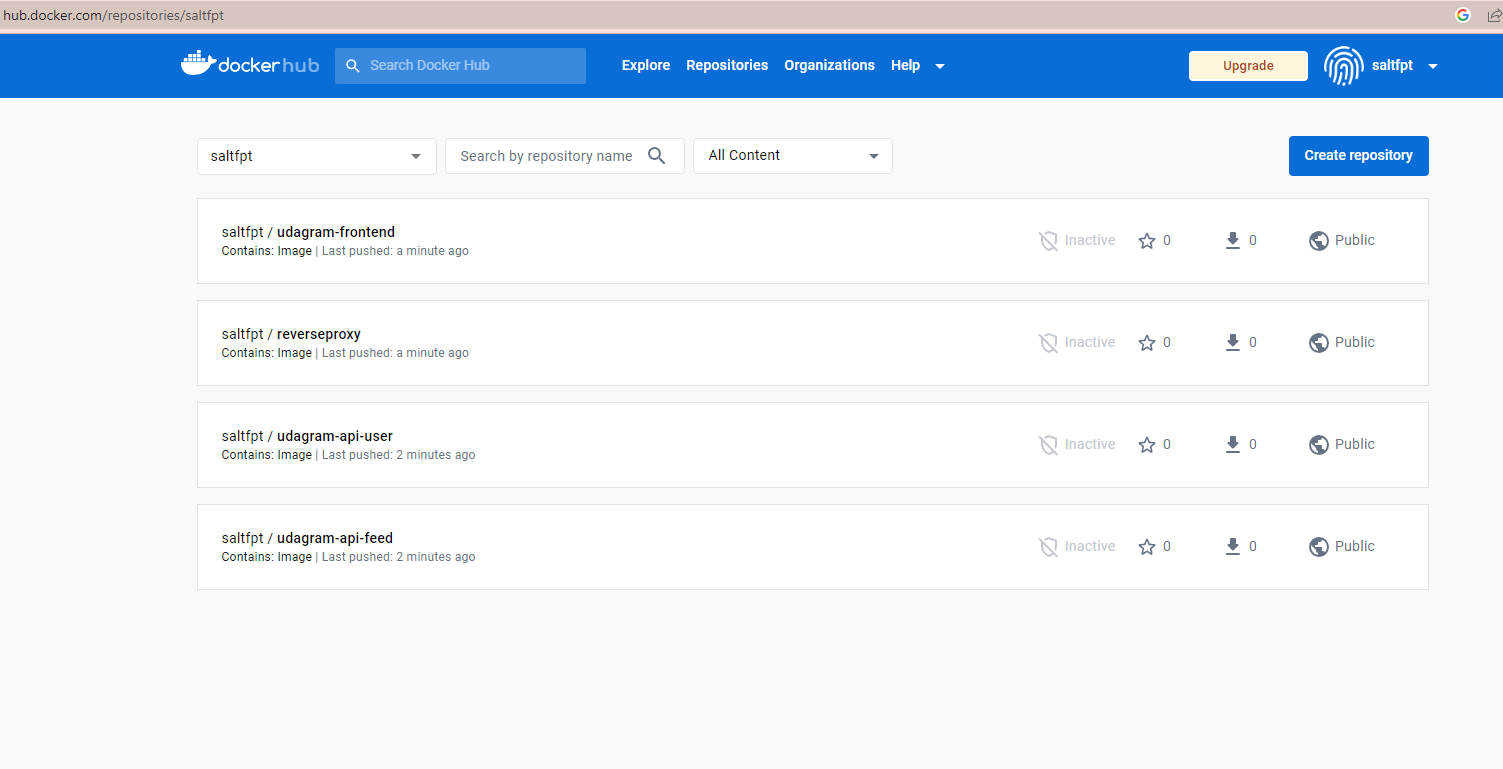 hub.docker.com/repositories/saltfpt
dockerhub
Search Docker Hub
Explore
Repositories
Organizations
Help
Upgrade
saltfpt
saltfpt
Search by repository name
All Content
Create repository
saltfpt / udagram-frontend
Contains: Image | Last pushed: a minute ago
Inactive
0
0
Public
saltfpt / reverseproxy
Contains: Image | Last pushed: a minute ago
Inactive
0
0
Public
saltfpt / udagram-api-user
Contains: Image | Last pushed: 2 minutes ago
Inactive
0
0
Public
saltfpt / udagram-api-feed
Contains: Image | Last pushed: 2 minutes ago
Inactive
0
0
Public